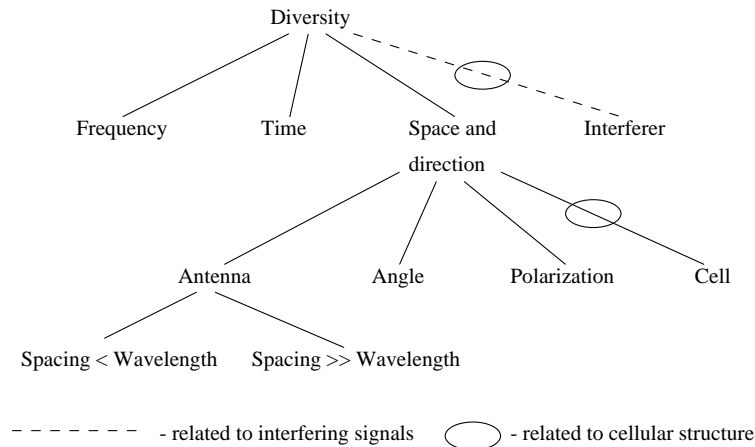 Diversity
Frequency Time Space and Interferer
direction
Antenna Angle Polarization Cell
Spacing < Wavelength Spacing >> Wavelength
- related to interfering signals - related to cellular structure